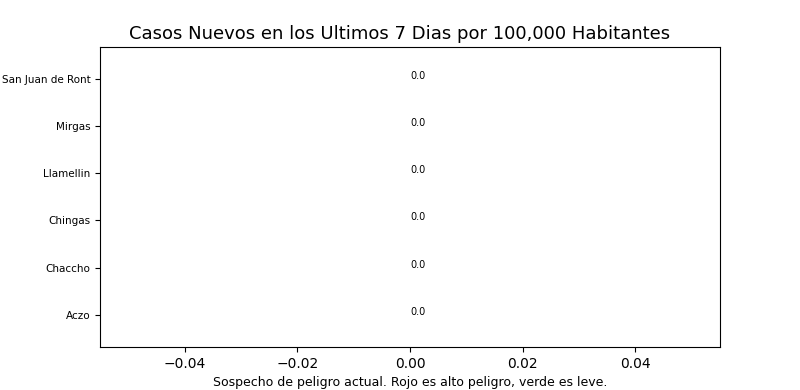 Casos Nuevos en los Ultimos 7 Dias por 100,000 Habitantes
San Juan de Ront 0.0
Mirgas 0.0
Llamellin 0.0
Chingas 0.0
Chaccho 0.0
Aczo 0.0
−0.04 −0.02 0.00 0.02 0.04
Sospecho de peligro actual. Rojo es alto peligro, verde es leve.